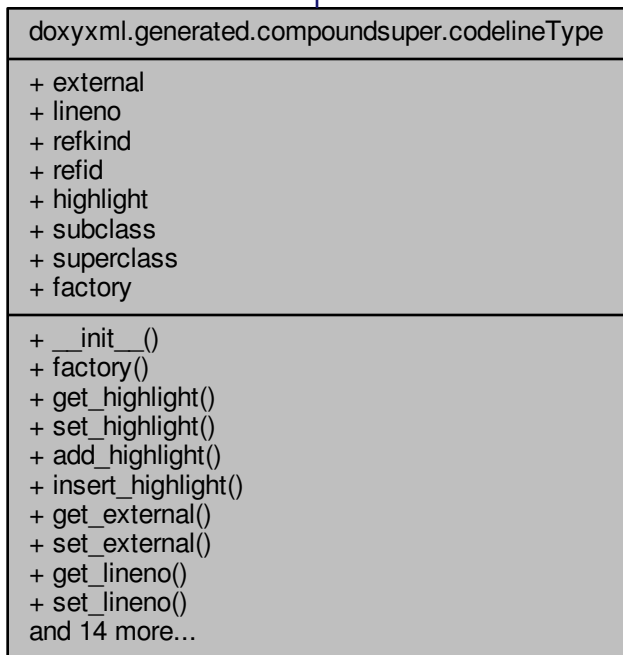 doxyxml.generated.compoundsuper.codelineType
+ external
+ lineno
+ refkind
+ refid
+ highlight
+ subclass
+ superclass
+ factory
+ __init__()
+ factory()
+ get_highlight()
+ set_highlight()
+ add_highlight()
+ insert_highlight()
+ get_external()
+ set_external()
+ get_lineno()
+ set_lineno()
and 14 more...